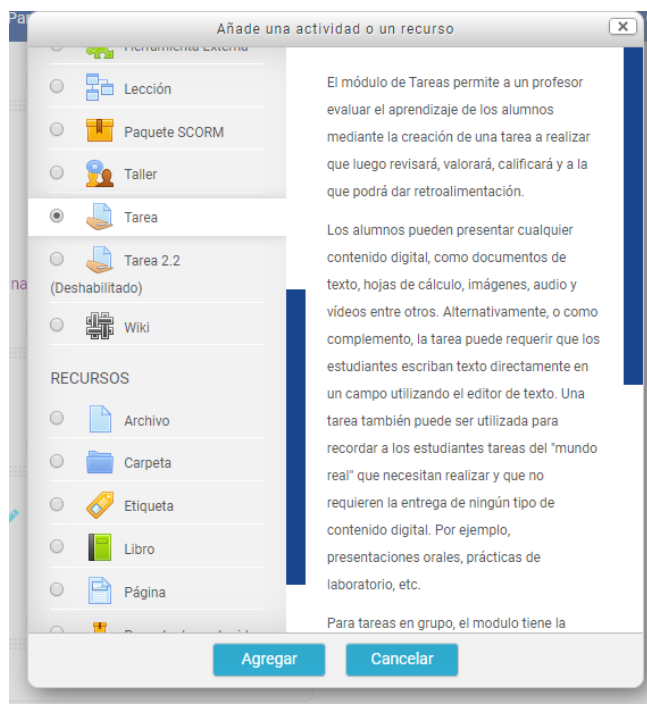 Pa
Añade una actividad o un recurso
Herramienta Externa
Lección
Paquete SCORM
Taller
Tarea
Tarea 2.2
(Deshabilitado)
Wiki
RECURSOS
Archivo
Carpeta
Etiqueta
Libro
Página
El módulo de Tareas permite a un profesor
evaluar el aprendizaje de los alumnos
mediante la creación de una tarea a realizar
que luego revisará, valorará, calificará y a la
que podrá dar retroalimentación.
Los alumnos pueden presentar cualquier
contenido digital, como documentos de
texto, hojas de cálculo, imágenes, audio y
vídeos entre otros. Alternativamente, o como
complemento, la tarea puede requerir que los
estudiantes escriban texto directamente en
un campo utilizando el editor de texto. Una
tarea también puede ser utilizada para
recordar a los estudiantes tareas del "mundo
real" que necesitan realizar y que no
requieren la entrega de ningún tipo de
contenido digital. Por ejemplo,
presentaciones orales, prácticas de
laboratorio, etc.
Para tareas en grupo, el modulo tiene la
na
Agregar
Cancelar